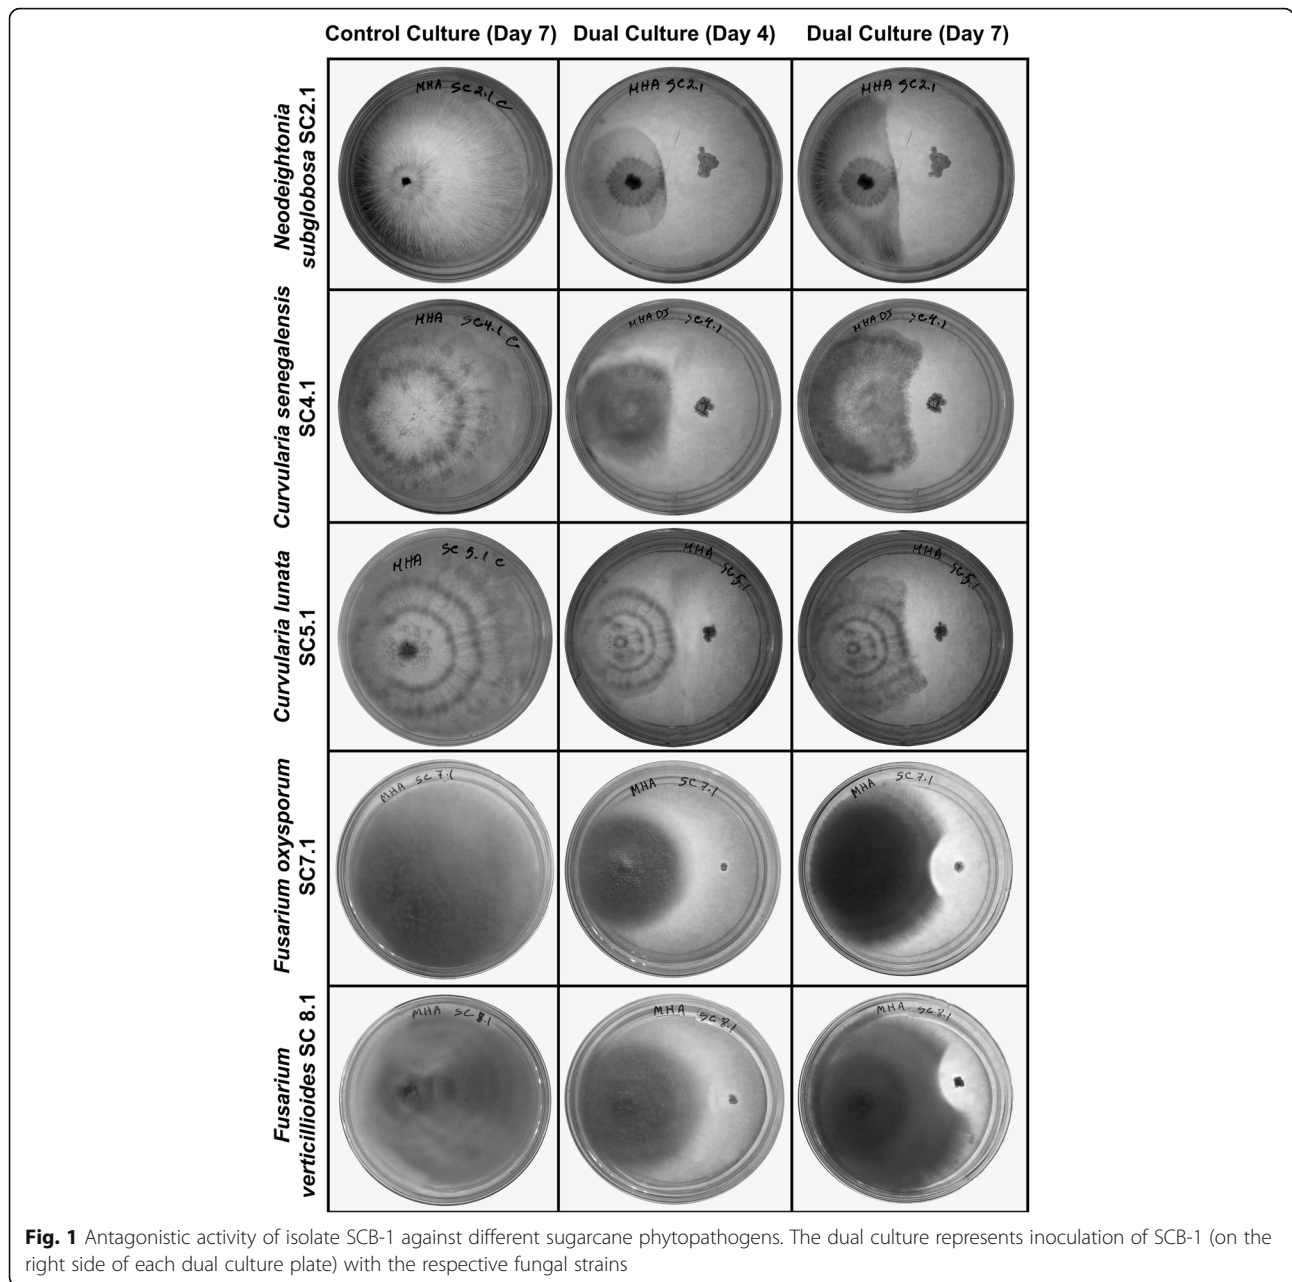 Control Culture (Day 7) Dual Culture (Day 4) Dual Culture (Day 7)
Neodeightonia
subglobosa SC2.1
MHA SC2.1 C
MHA SC2.1
MHA SC2.1
Curvularia senegalensis
SC4.1
MHA SC4.1 C
MHA DJ SC4.1
MHA DJ SC4.1
Curvularia lunata
SC5.1
MHA SC 5.1 C
MHA SC5.1
MHA SC5.1
Fusarium oxysporum
SC7.1
MHA SC7.1
MHA SC7.1
MHA SC7.1
Fusarium
verticillioides SC 8.1
MHA SC8.1
MHA SC8.1
MHA SC8.1
Fig. 1 Antagonistic activity of isolate SCB-1 against different sugarcane phytopathogens. The dual culture represents inoculation of SCB-1 (on the
right side of each dual culture plate) with the respective fungal strains